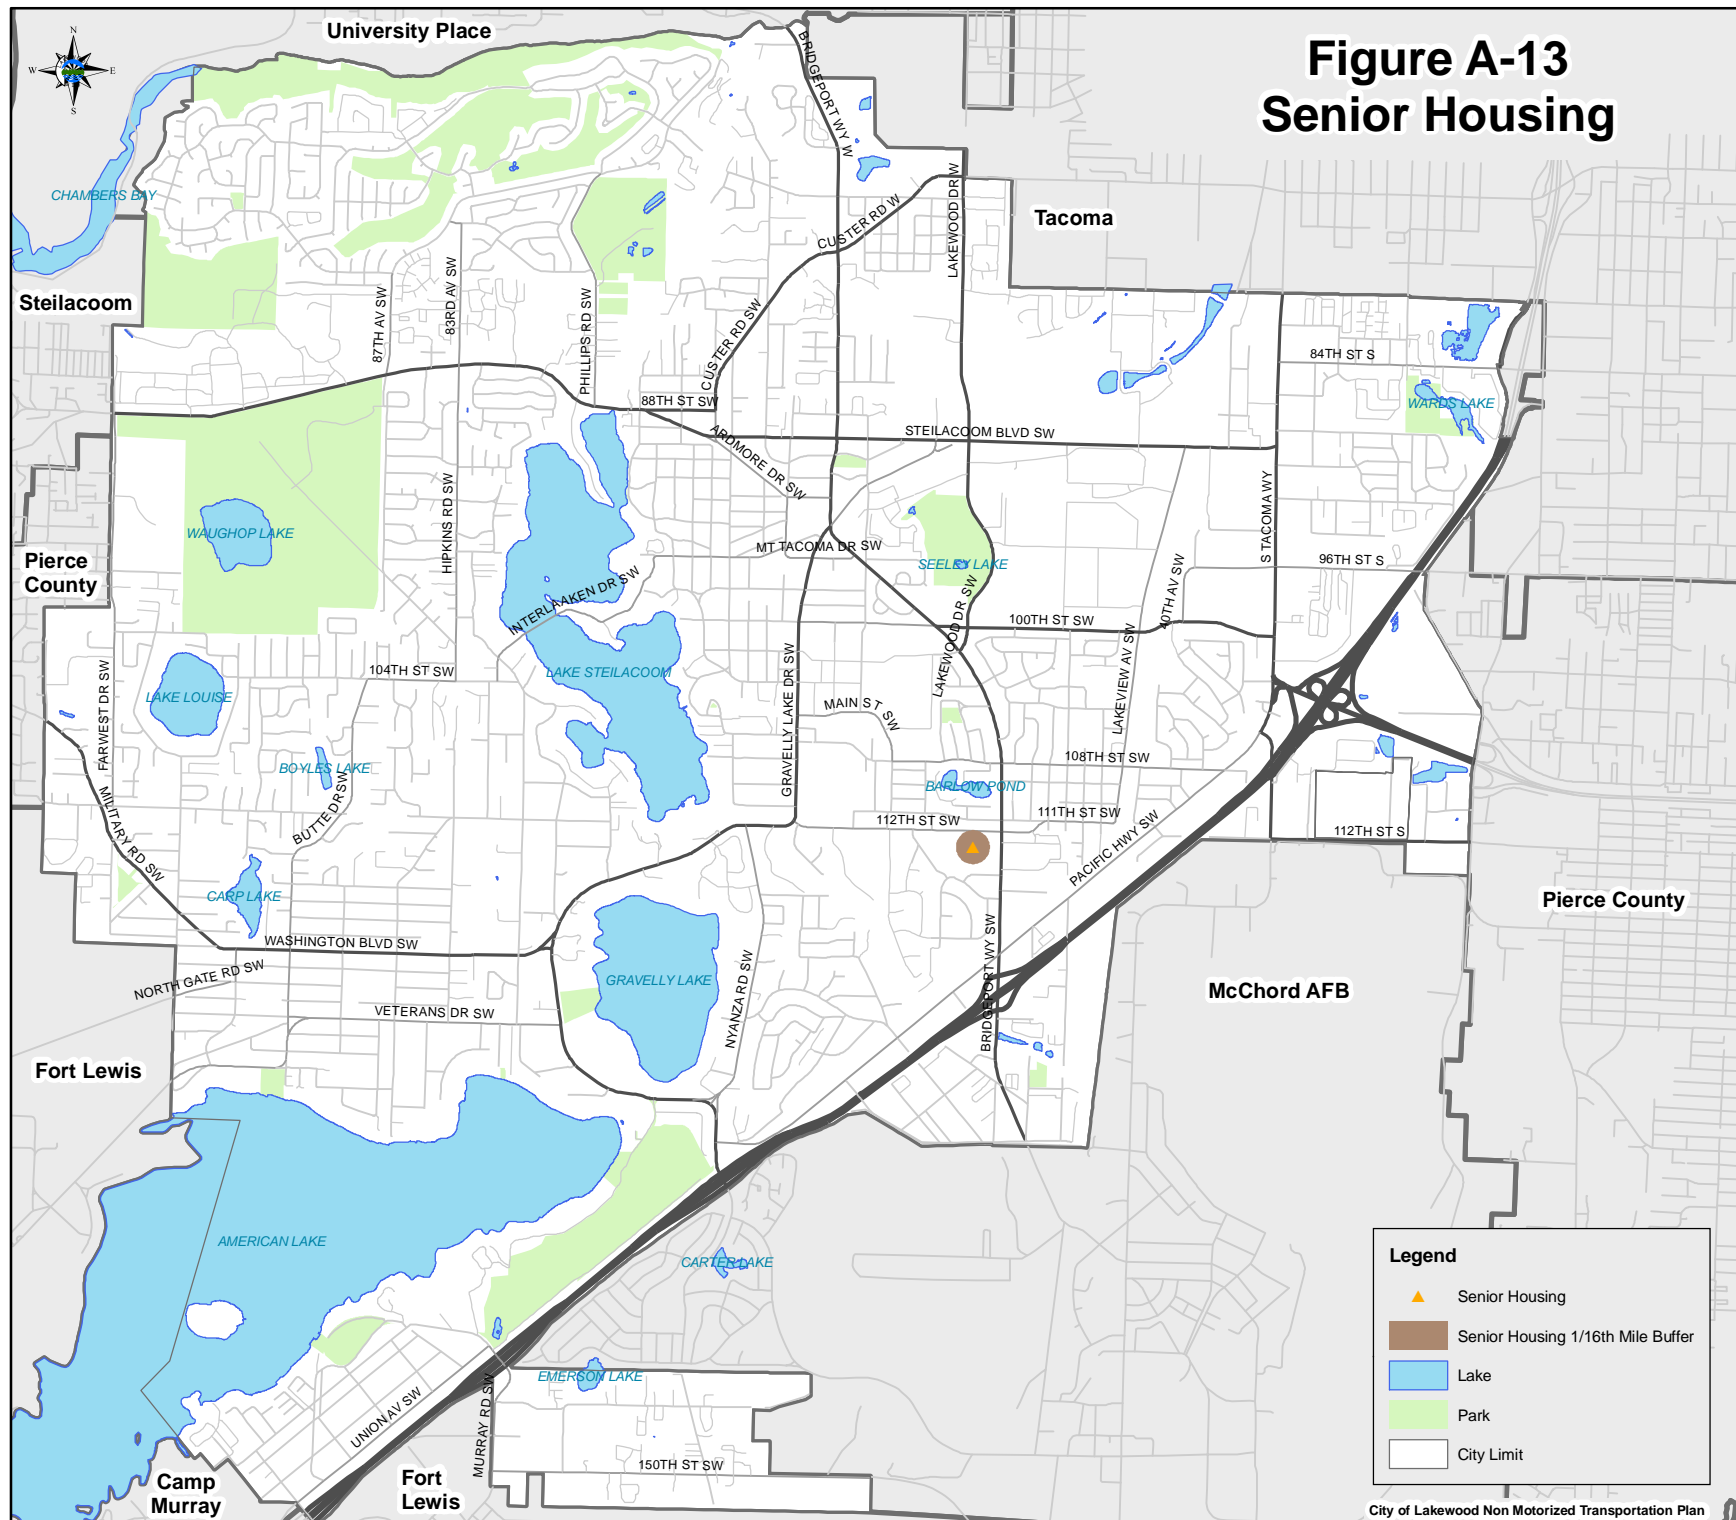 Figure A-13
Senior Housing
University Place
N
W
E
S
BRIDGEPORT WY W
CHAMBERS BAY
LAKEWOOD DR W
CUSTER RD W
Tacoma
Steilacoom
87TH AV SW
83RD AV SW
PHILLIPS RD SW
CUSTER RD SW
84TH ST S
88TH ST SW
WARDS LAKE
ARDMORE DR SW
STEILACOOM BLVD SW
HIPKINS RD SW
S TACOMA WY
WAUGHOP LAKE
MT TACOMA DR SW
SEELEY LAKE
96TH ST S
Pierce
County
INTERLAAKEN DR SW
LAKEWOOD DR SW
40TH AV SW
100TH ST SW
104TH ST SW
LAKE STEILACOOM
FARWEST DR SW
LAKE LOUISE
GRAVELLY LAKE DR SW
MAIN ST SW
LAKEVIEW AV SW
108TH ST SW
BOYLES LAKE
BARLOW POND
BUTTE DR SW
MILITARY RD SW
112TH ST SW
111TH ST SW
PACIFIC HWY SW
112TH ST S
CARP LAKE
Pierce County
WASHINGTON BLVD SW
NORTH GATE RD SW
GRAVELLY LAKE
NYANZA RD SW
BRIDGEPORT WY SW
McChord AFB
VETERANS DR SW
Fort Lewis
AMERICAN LAKE
CARTER LAKE
EMERSON LAKE
UNION AV SW
MURRAY RD SW
150TH ST SW
Camp
Murray
Fort
Lewis
Legend
Senior Housing
Senior Housing 1/16th Mile Buffer
Lake
Park
City Limit
City of Lakewood Non Motorized Transportation Plan